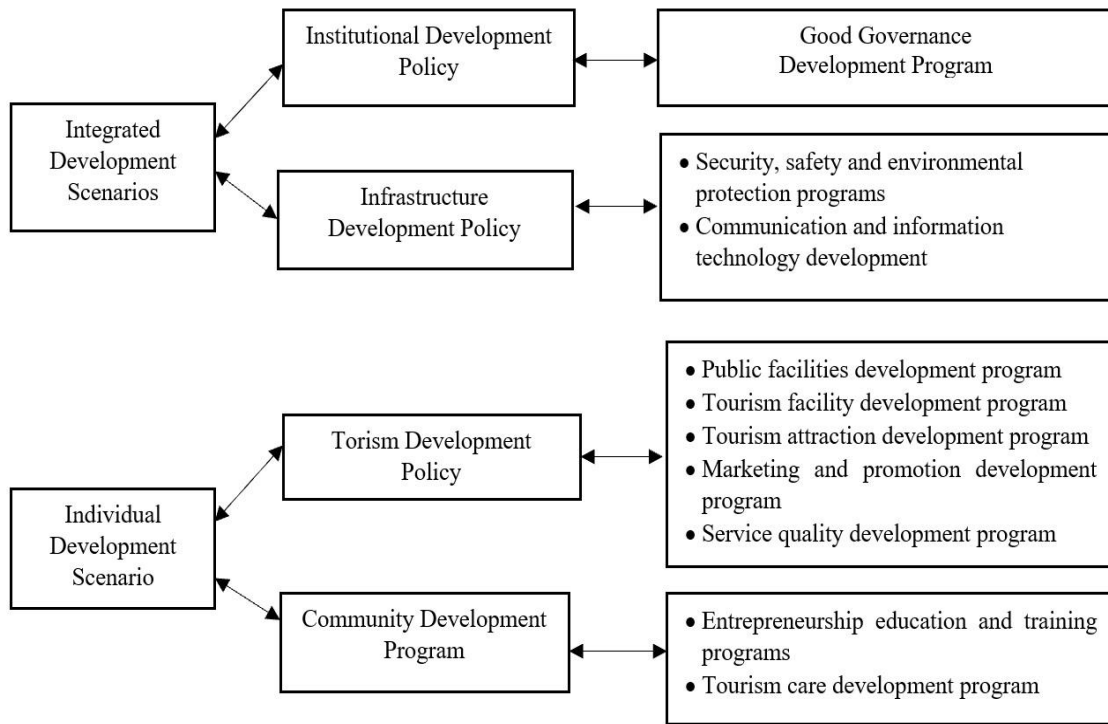 Institutional Development
Policy
Good Governance
Development Program
Integrated
Development
Scenarios
Infrastructure
Development Policy
• Security, safety and environmental
protection programs
• Communication and information
technology development
Individual
Development
Scenario
Torism Development
Policy
• Public facilities development program
• Tourism facility development program
• Tourism attraction development program
• Marketing and promotion development
program
• Service quality development program
Community Development
Program
• Entrepreneurship education and training
programs
• Tourism care development program